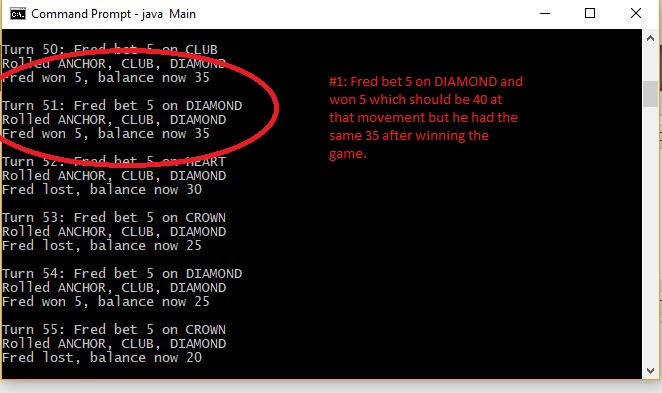 Command Prompt - java Main
Turn 50: Fred bet 5 on CLUB
Rolled ANCHOR, CLUB, DIAMOND
Fred won 5, balance now 35
Turn 51: Fred bet 5 on DIAMOND
Rolled ANCHOR, CLUB, DIAMOND
Fred won 5, balance now 35
#1: Fred bet 5 on DIAMOND and
won 5 which should be 40 at
that movement but he had the
same 35 after winning the
game.
Turn 52: Fred bet 5 on HEART
Rolled ANCHOR, CLUB, DIAMOND
Fred lost, balance now 30
Turn 53: Fred bet 5 on CROWN
Rolled ANCHOR, CLUB, DIAMOND
Fred lost, balance now 25
Turn 54: Fred bet 5 on DIAMOND
Rolled ANCHOR, CLUB, DIAMOND
Fred won 5, balance now 25
Turn 55: Fred bet 5 on CROWN
Rolled ANCHOR, CLUB, DIAMOND
Fred lost, balance now 20